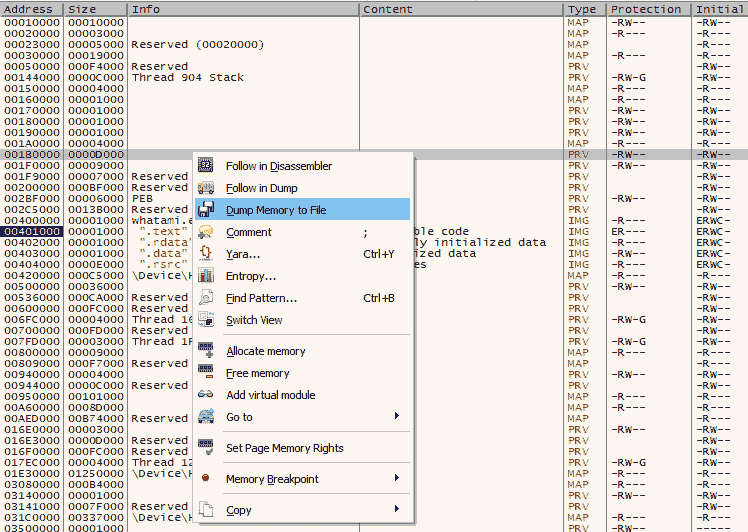 Address Size Info Content Type Protection Initial
00010000 00010000 MAP -RW-- -RW--
00020000 00003000 MAP -R--- -R---
00023000 00005000 Reserved (00020000) MAP -R---
00030000 00019000 MAP -R--- -R---
00050000 000F4000 Reserved PRV -RW--
00144000 0000C000 Thread 904 Stack PRV -RW-G -RW--
00150000 00004000 MAP -R--- -R---
00160000 00001000 MAP -R--- -R---
00170000 00001000 PRV -RW-- -RW--
00180000 00001000 PRV -RW-- -RW--
00190000 00001000 PRV -RW-- -RW--
001A0000 00004000 MAP -R--- -R---
001B0000 0000D000 PRV -RW-- -RW--
001F0000 00009000 PRV -RW-- -RW--
001F9000 00007000 Reserved PRV -RW--
00200000 000BF000 Reserved PRV -RW--
002BF000 00006000 PEB PRV -RW-- -RW--
002C5000 0013B000 Reserved PRV -RW--
00400000 00001000 whatami.e IMG -R--- ERWC-
00401000 00001000 ".text" ble code IMG ER--- ERWC-
00402000 00001000 ".rdata" ly initialized data IMG -R--- ERWC-
00403000 00001000 ".data" ized data IMG -RW-- ERWC-
00404000 0000E000 ".rsrc" es IMG -R--- ERWC-
00420000 000C5000 \Device\H MAP -R--- -R---
00500000 00036000 PRV -RW-- -RW--
00536000 000CA000 Reserved PRV -RW--
00600000 000FC000 Reserved PRV -RW--
006FC000 00004000 Thread 16 PRV -RW-G -RW--
00700000 000FD000 Reserved PRV -RW--
007FD000 00003000 Thread 1F PRV -RW-G -RW--
00800000 00009000 MAP -R--- -R---
00809000 000F7000 Reserved MAP -R---
00940000 00004000 PRV -RW-- -RW--
00944000 0000C000 Reserved PRV -RW--
00950000 00101000 MAP -R--- -R---
00A60000 0008D000 MAP -R--- -R---
00AED000 00B74000 Reserved MAP -R---
016E0000 00003000 PRV -RW-- -RW--
016E3000 0000D000 Reserved PRV -RW--
016F0000 000FC000 Reserved PRV -RW--
017EC000 00004000 Thread 12 PRV -RW-G -RW--
01E30000 01250000 \Device\H MAP -R--- -R---
03080000 000B4000 MAP -R--- -R---
03140000 00001000 PRV -RW-- -RW--
03141000 0007F000 Reserved PRV -RW--
031C0000 00337000 \Device\H MAP -R--- -R---
03500000 00001000
Follow in Disassembler
Follow in Dump
Dump Memory to File
Comment ;
Yara... Ctrl+Y
Entropy...
Find Pattern... Ctrl+B
Switch View
Allocate memory
Free memory
Add virtual module
Go to
Set Page Memory Rights
Memory Breakpoint
Copy